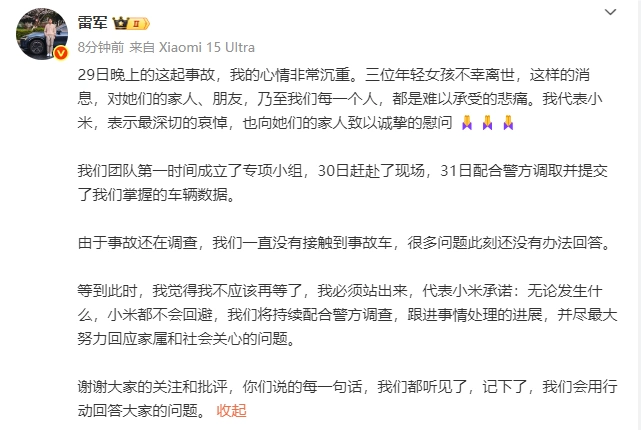 雷军
8分钟前 来自 Xiaomi 15 Ultra
29日晚上的这起事故，我的心情非常沉重。三位年轻女孩不幸离世，这样的消
息，对她们的家人、朋友，乃至我们每一个人，都是难以承受的悲痛。我代表小
米，表示最深切的哀悼，也向她们的家人致以诚挚的慰问🙏🙏🙏
我们团队第一时间成立了专项小组，30日赶赴了现场，31日配合警方调取并提交
了我们掌握的车辆数据。
由于事故还在调查，我们一直没有接触到事故车，很多问题此刻还没有办法回答。
等到此时，我觉得我不应该再等了，我必须站出来，代表小米承诺：无论发生什
么，小米都不会回避，我们将持续配合警方调查，跟进事情处理的进展，并尽最大
努力回应家属和社会关心的问题。
谢谢大家的关注和批评，你们说的每一句话，我们都听见了，记下了，我们会用行
动回答大家的问题。 收起